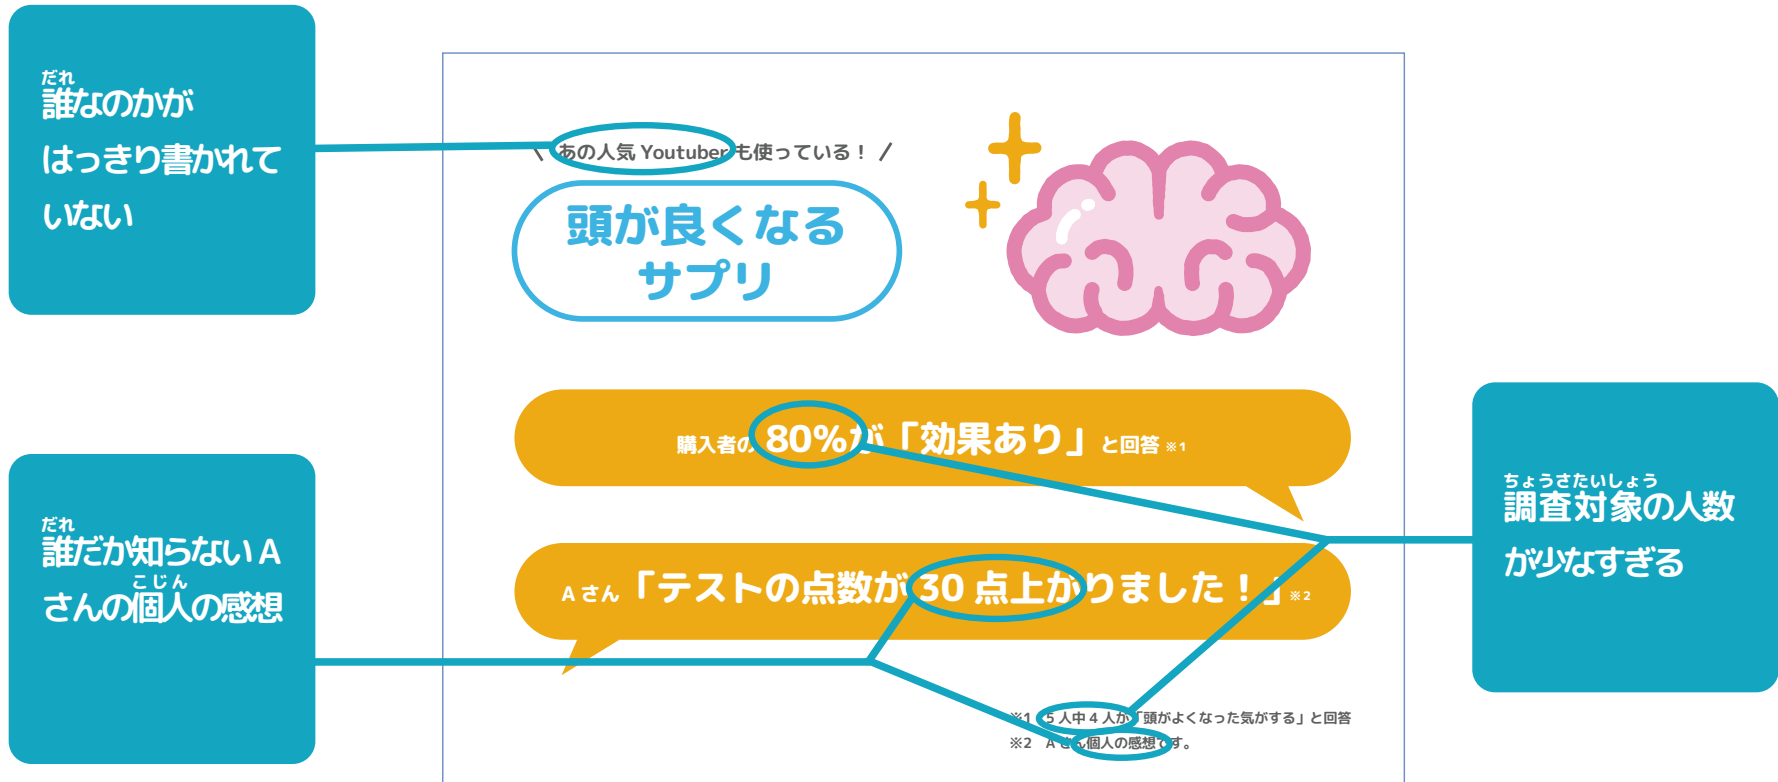 だれ
誰なのかが
はっきり書かれて
いない
\ あの人気 Youtuber も使っている！ /
頭が良くなる
サプリ
購入者の 80%が「効果あり」と回答 ※1
だれ
誰だか知らない A
こじん
さんの個人の感想
A さん「テストの点数が 30 点上がりました！」※2
ちょうさたいしょう
調査対象の人数
が少なすぎる
※1 5 人中 4 人が「頭がよくなった気がする」と回答
※2 A さん個人の感想です。